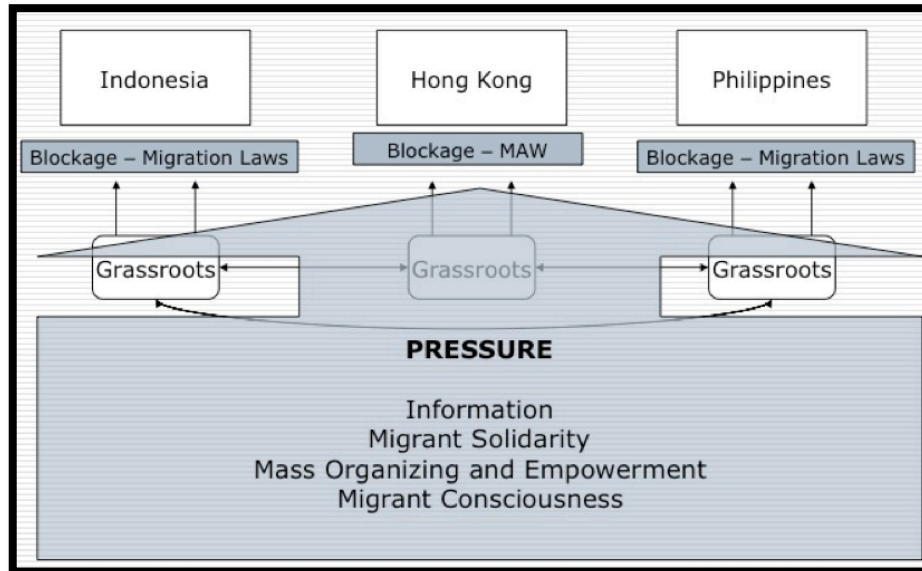 Indonesia
Hong Kong
Philippines
Blockage – Migration Laws
Blockage – MAW
Blockage – Migration Laws
Grassroots
Grassroots
Grassroots
PRESSURE
Information
Migrant Solidarity
Mass Organizing and Empowerment
Migrant Consciousness